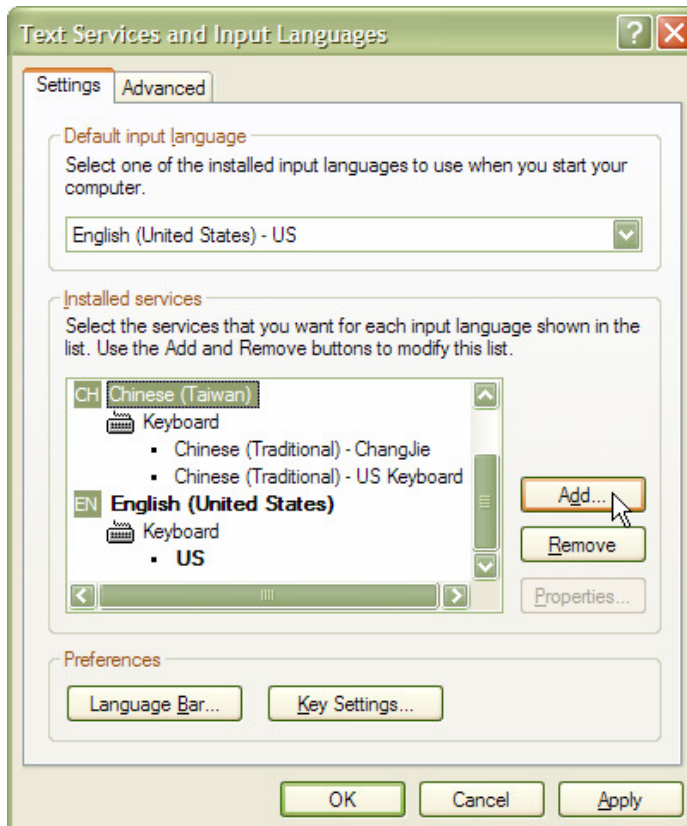 Text Services and Input Languages
Settings
Advanced
Default input language
Select one of the installed input languages to use when you start your
computer.
English (United States) - US
Installed services
Select the services that you want for each input language shown in the
list. Use the Add and Remove buttons to modify this list.
CH Chinese (Taiwan)
Keyboard
▪ Chinese (Traditional) - ChangJie
▪ Chinese (Traditional) - US Keyboard
EN English (United States)
Keyboard
▪ US
Add...
Remove
Properties...
Preferences
Language Bar...
Key Settings...
OK
Cancel
Apply